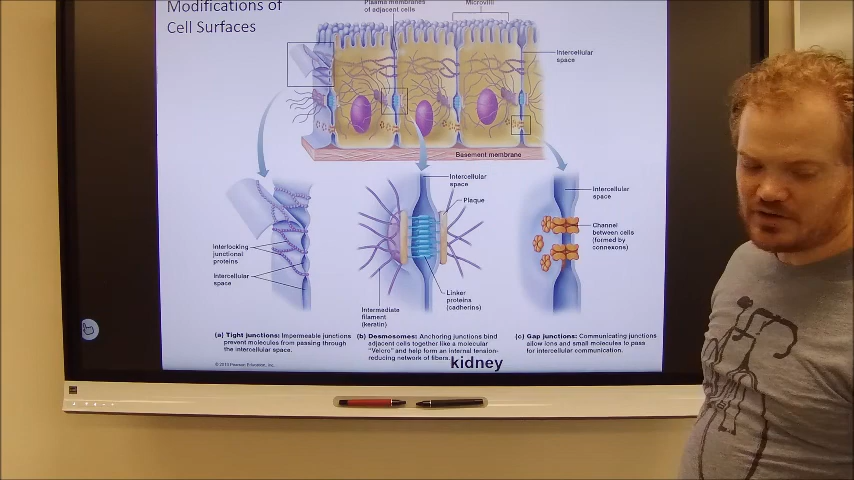 Modifications of
Cell Surfaces
Plasma membranes
of adjacent cells
Microvilli
Intercellular
space
Basement membrane
Interlocking
junctional
proteins
Intercellular
space
Intercellular
space
Plaque
Linker
proteins
(cadherins)
Intermediate
filament
(keratin)
Intercellular
space
Channel
between cells
(formed by
connexons)
(a) Tight junctions: Impermeable junctions
prevent molecules from passing through
the intercellular space.
(b) Desmosomes: Anchoring junctions bind
adjacent cells together like a molecular
"Velcro" and help form an internal tension-
reducing network of fibers.
(c) Gap junctions: Communicating junctions
allow ions and small molecules to pass
for intercellular communication.
kidney
© 2013 Pearson Education, Inc.